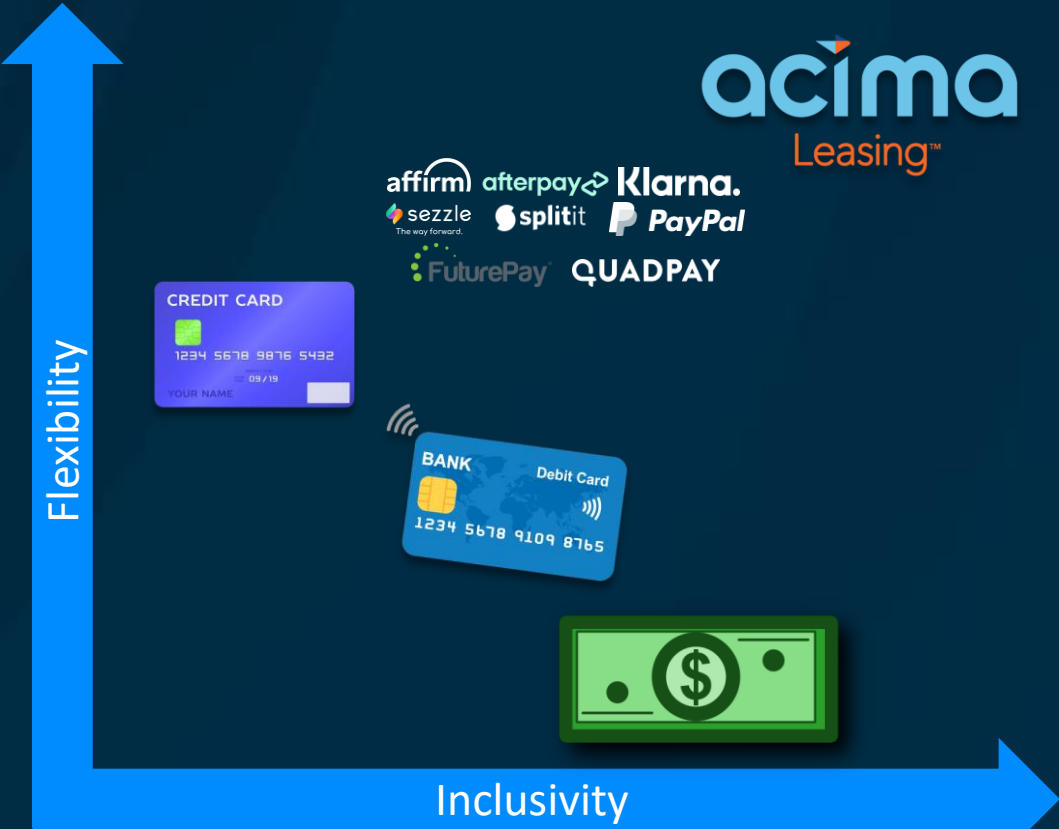 acima
Leasing™
affirm afterpay Klarna.
sezzle splitit PayPal
The way forward.
FuturePay QUADPAY
CREDIT CARD
1234 5678 9876 5432
09/19
YOUR NAME
Flexibility
BANK Debit Card
1234 5678 9109 8765
$
Inclusivity